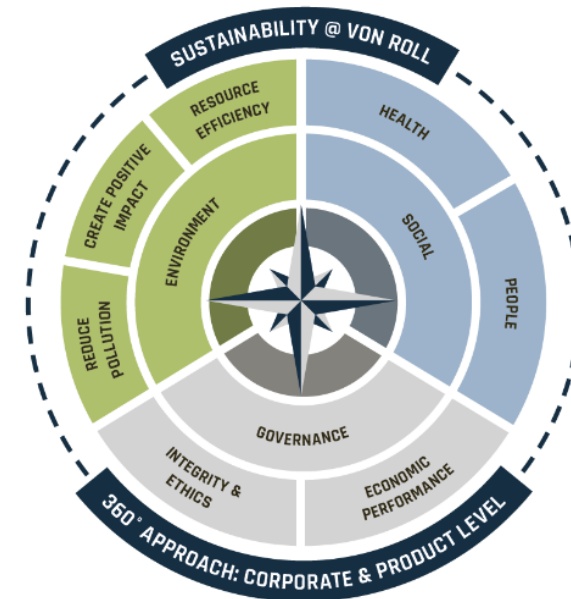 SUSTAINABILITY @ VON ROLL
RESOURCE
EFFICIENCY
HEALTH
CREATE POSITIVE
IMPACT
ENVIRONMENT
SOCIAL
PEOPLE
REDUCE
POLLUTION
GOVERNANCE
INTEGRITY &
ETHICS
ECONOMIC
PERFORMANCE
360° APPROACH: CORPORATE & PRODUCT LEVEL